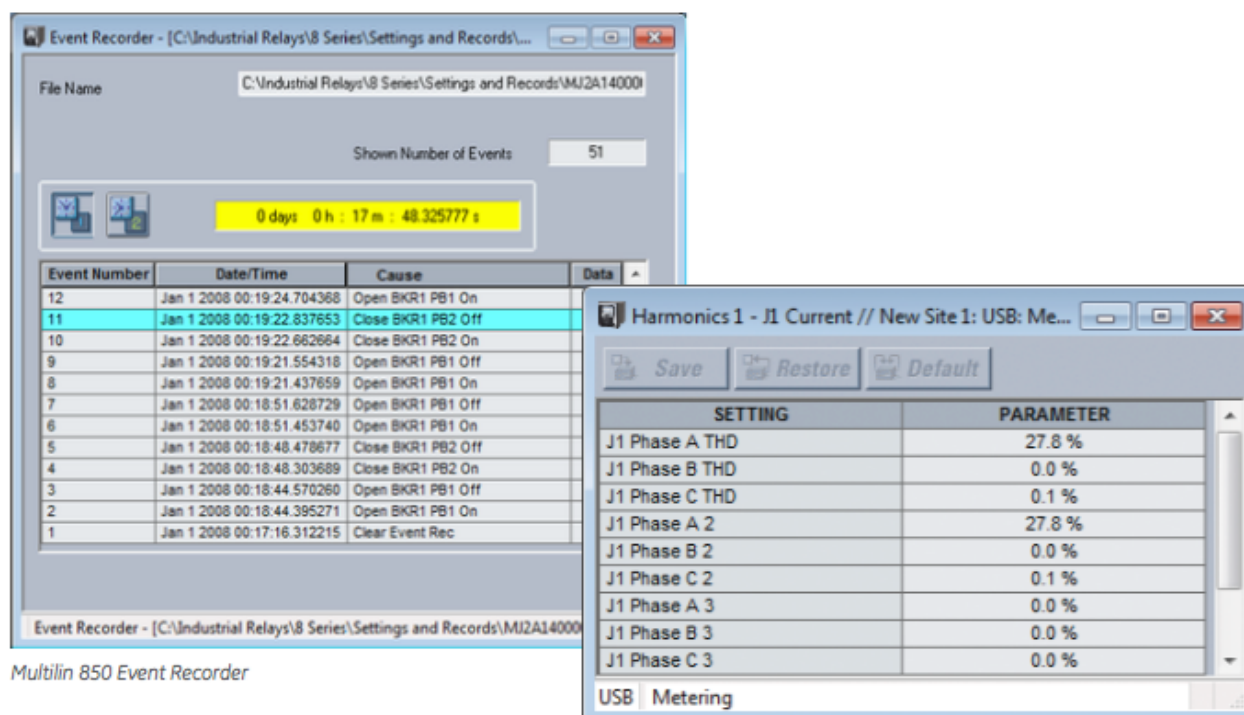 Event Recorder - [C:\Industrial Relays\8 Series\Settings and Records\...
File Name
C:\Industrial Relays\8 Series\Settings and Records\MJ2A14000
Shown Number of Events 51
1 2
0 days 0 h : 17 m : 48.325777 s
Event Number Date/Time Cause Data
12 Jan 1 2008 00:19:24.704368 Open BKR1 PB1 On
11 Jan 1 2008 00:19:22.837653 Close BKR1 PB2 Off
10 Jan 1 2008 00:19:22.662664 Close BKR1 PB2 On
9 Jan 1 2008 00:19:21.554318 Open BKR1 PB1 Off
8 Jan 1 2008 00:19:21.437659 Open BKR1 PB1 On
7 Jan 1 2008 00:18:51.628729 Open BKR1 PB1 Off
6 Jan 1 2008 00:18:51.453740 Open BKR1 PB1 On
5 Jan 1 2008 00:18:48.478677 Close BKR1 PB2 Off
4 Jan 1 2008 00:18:48.303689 Close BKR1 PB2 On
3 Jan 1 2008 00:18:44.570260 Open BKR1 PB1 Off
2 Jan 1 2008 00:18:44.395271 Open BKR1 PB1 On
1 Jan 1 2008 00:17:16.312215 Clear Event Rec
Event Recorder - [C:\Industrial Relays\8 Series\Settings and Records\MJ2A14000
Multilin 850 Event Recorder
Harmonics 1 - J1 Current // New Site 1: USB: Me...
Save Restore Default
SETTING PARAMETER
J1 Phase A THD 27.8 %
J1 Phase B THD 0.0 %
J1 Phase C THD 0.1 %
J1 Phase A 2 27.8 %
J1 Phase B 2 0.0 %
J1 Phase C 2 0.1 %
J1 Phase A 3 0.0 %
J1 Phase B 3 0.0 %
J1 Phase C 3 0.0 %
USB Metering